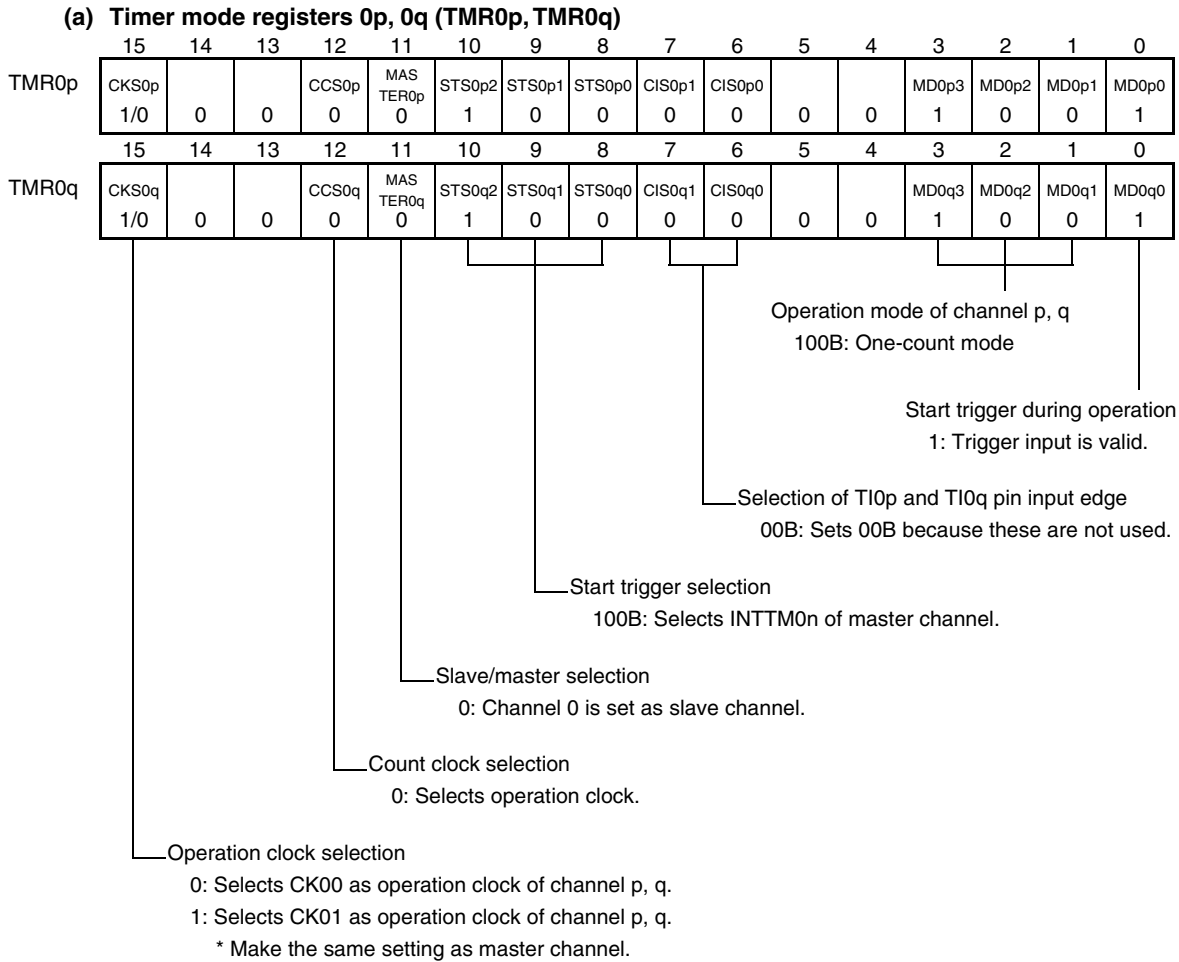 (a) Timer mode registers 0p, 0q (TMR0p, TMR0q)
15 14 13 12 11 10 9 8 7 6 5 4 3 2 1 0
TMR0p CKS0p CCS0p MAS TER0p STS0p2 STS0p1 STS0p0 CIS0p1 CIS0p0 MD0p3 MD0p2 MD0p1 MD0p0
1/0 0 0 0 0 1 0 0 0 0 0 0 1 0 0 1
15 14 13 12 11 10 9 8 7 6 5 4 3 2 1 0
TMR0q CKS0q CCS0q MAS TER0q STS0q2 STS0q1 STS0q0 CIS0q1 CIS0q0 MD0q3 MD0q2 MD0q1 MD0q0
1/0 0 0 0 0 1 0 0 0 0 0 0 1 0 0 1
Operation mode of channel p, q
100B: One-count mode
Start trigger during operation
1: Trigger input is valid.
Selection of TI0p and TI0q pin input edge
00B: Sets 00B because these are not used.
Start trigger selection
100B: Selects INTTM0n of master channel.
Slave/master selection
0: Channel 0 is set as slave channel.
Count clock selection
0: Selects operation clock.
Operation clock selection
0: Selects CK00 as operation clock of channel p, q.
1: Selects CK01 as operation clock of channel p, q.
* Make the same setting as master channel.